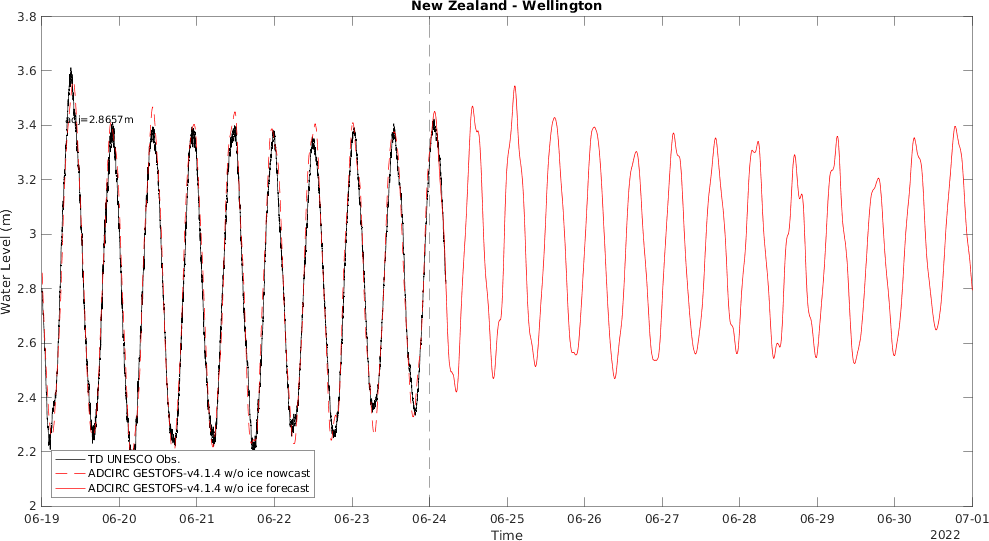 New Zealand - Wellington
3.8
3.6
3.4
3.2
3
2.8
2.6
2.4
2.2
2
Water Level (m)
adj=2.8657m
TD UNESCO Obs.
ADCIRC GESTOFS-v4.1.4 w/o ice nowcast
ADCIRC GESTOFS-v4.1.4 w/o ice forecast
06-19 06-20 06-21 06-22 06-23 06-24 06-25 06-26 06-27 06-28 06-29 06-30 07-01
Time
2022